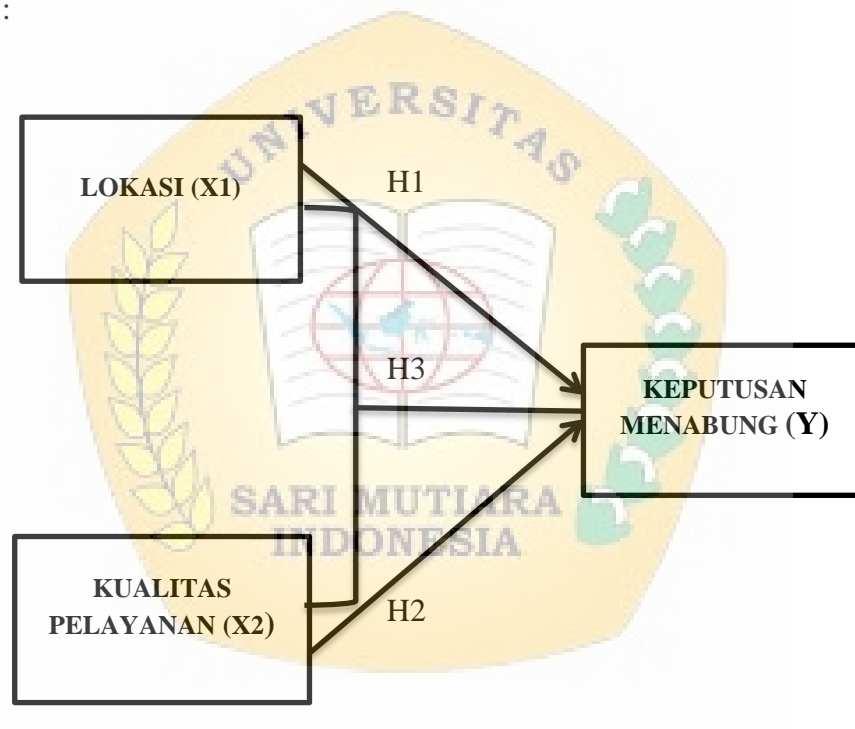 :
UNIVERSITAS
LOKASI (X1)
H1
H3
KEPUTUSAN
MENABUNG (Y)
SARI MUTIARA
INDONESIA
KUALITAS
PELAYANAN (X2)
H2